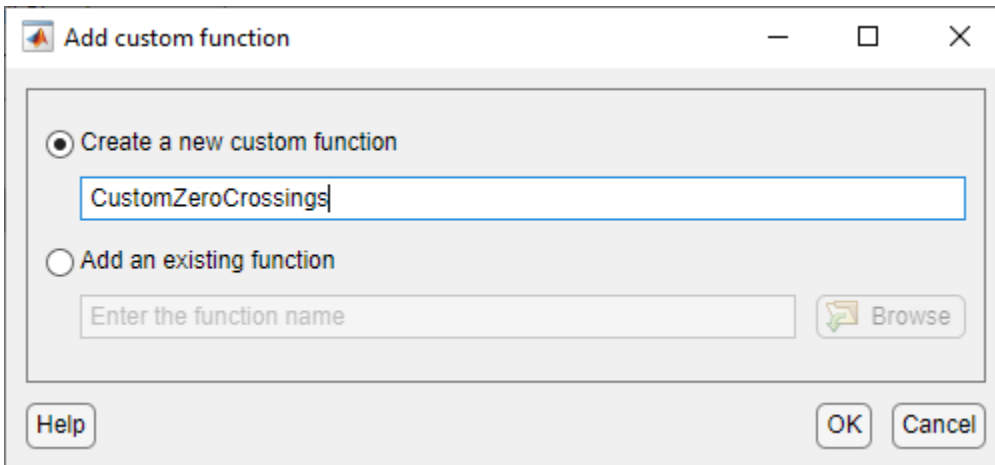 Add custom function
Create a new custom function
CustomZeroCrossings
Add an existing function
Enter the function name
Browse
Help
OK
Cancel